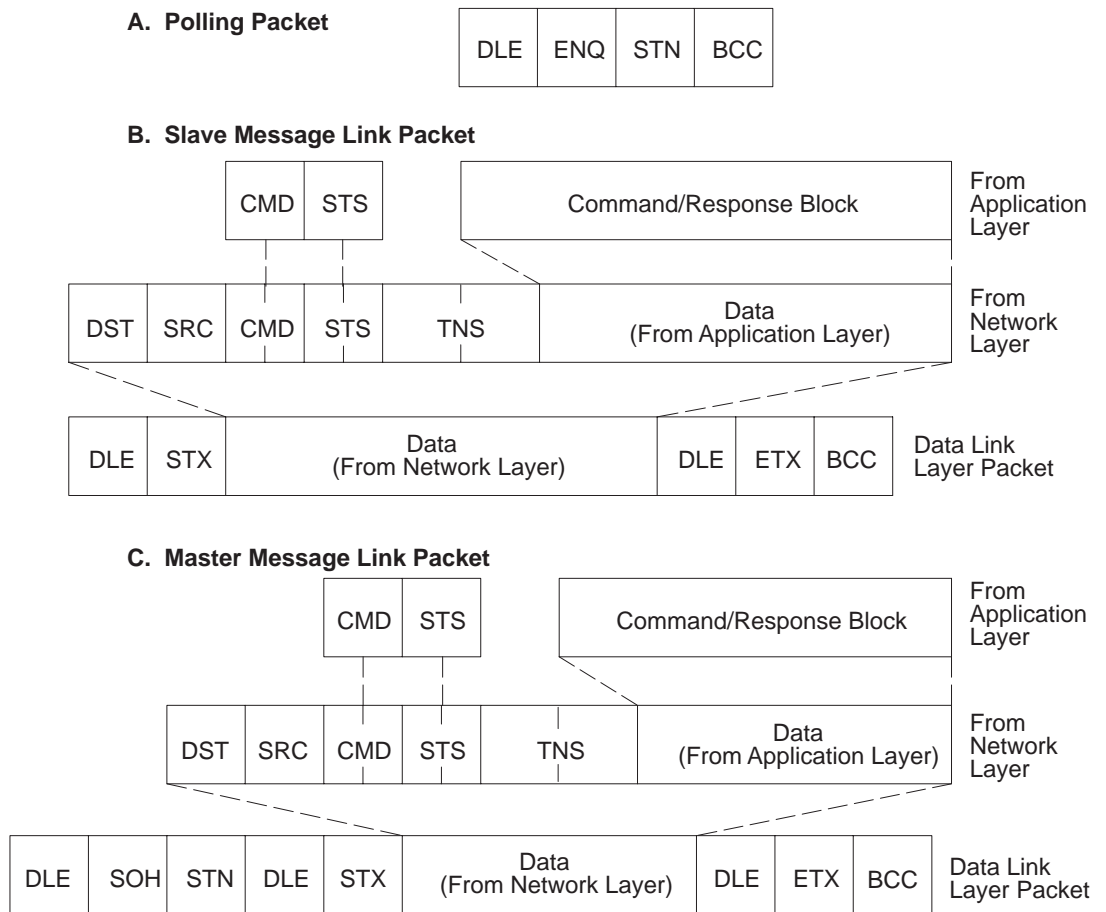 A. Polling Packet
DLE ENQ STN BCC
B. Slave Message Link Packet
CMD STS Command/Response Block
From
Application
Layer
DST SRC CMD STS TNS
Data
(From Application Layer)
From
Network
Layer
DLE STX
Data
(From Network Layer)
DLE ETX BCC
Data Link
Layer Packet
C. Master Message Link Packet
CMD STS Command/Response Block
From
Application
Layer
DST SRC CMD STS TNS
Data
(From Application Layer)
From
Network
Layer
DLE SOH STN DLE STX
Data
(From Network Layer)
DLE ETX BCC
Data Link
Layer Packet